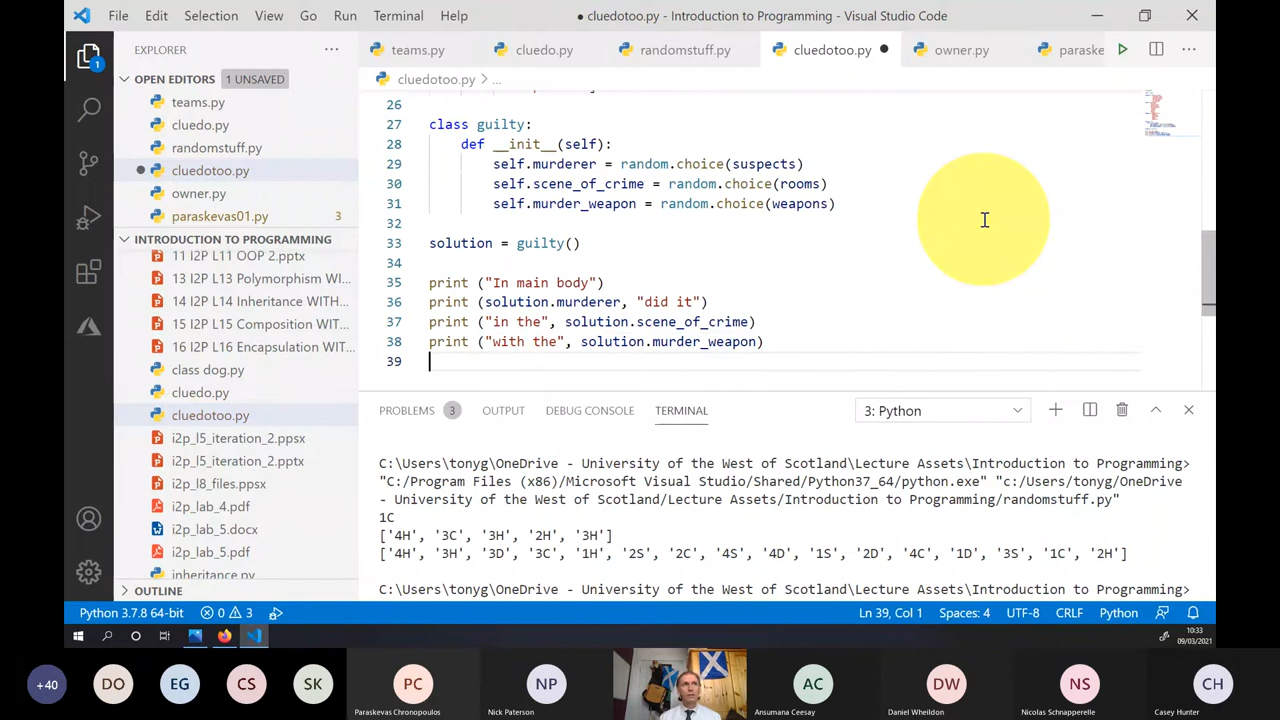 File Edit Selection View Go Run Terminal Help ● cluedotoo.py - Introduction to Programming - Visual Studio Code
EXPLORER
teams.py cluedo.py randomstuff.py cluedotoo.py ● owner.py paraske
OPEN EDITORS 1 UNSAVED
cluedotoo.py > ...
teams.py
cluedo.py
randomstuff.py
cluedotoo.py
owner.py
paraskevas01.py 3
INTRODUCTION TO PROGRAMMING
11 I2P L11 OOP 2.pptx
13 I2P L13 Polymorphism WI...
14 I2P L14 Inheritance WITH...
15 I2P L15 Composition WIT...
16 I2P L16 Encapsulation WIT...
class dog.py
cluedo.py
cluedotoo.py
i2p_l5_iteration_2.ppsx
i2p_l5_iteration_2.pptx
i2p_l8_files.ppsx
i2p_lab_4.pdf
i2p_lab_5.docx
i2p_lab_5.pdf
inheritance.py
OUTLINE
26
27 class guilty:
28 def __init__(self):
29 self.murderer = random.choice(suspects)
30 self.scene_of_crime = random.choice(rooms)
31 self.murder_weapon = random.choice(weapons)
32
33 solution = guilty()
34
35 print ("In main body")
36 print (solution.murderer, "did it")
37 print ("in the", solution.scene_of_crime)
38 print ("with the", solution.murder_weapon)
39
PROBLEMS 3 OUTPUT DEBUG CONSOLE TERMINAL 3: Python
C:\Users\tonyg\OneDrive - University of the West of Scotland\Lecture Assets\Introduction to Programming>
"C:/Program Files (x86)/Microsoft Visual Studio/Shared/Python37_64/python.exe" "c:/Users/tonyg/OneDrive
- University of the West of Scotland/Lecture Assets/Introduction to Programming/randomstuff.py"
1C
['4H', '3C', '3H', '2H', '3H']
['4H', '3H', '3D', '3C', '1H', '2S', '2C', '4S', '4D', '1S', '2D', '4C', '1D', '3S', '1C', '2H']
C:\Users\tonyg\OneDrive - University of the West of Scotland\Lecture Assets\Introduction to Programming>
Python 3.7.8 64-bit 0 3 Ln 39, Col 1 Spaces: 4 UTF-8 CRLF Python
10:33
09/03/2021
+40 DO EG CS SK PC NP AC DW NS CH
Paraskevas Chronopoulos Nick Paterson Ansumana Ceesay Daniel Wheildon Nicolas Schnapperelle Casey Hunter